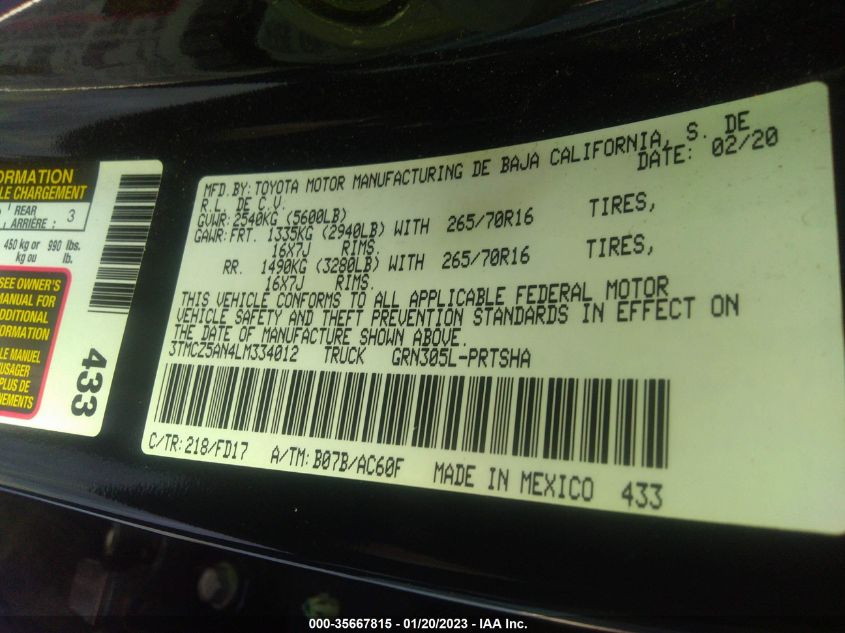 ORMATION
LE CHARGEMENT
REAR
ARRIÈRE : 3
460 kg or 990 lbs.
kg ou lb.
SEE OWNER'S
MANUAL FOR
ADDITIONAL
FORMATION
LE MANUEL
USAGER
PLUS DE
EMENTS
433
MFD.BY: TOYOTA MOTOR MANUFACTURING DE BAJA CALIFORNIA, S. DE
R.L. DE C.V. DATE: 02/20
GVWR: 2540KG (5600LB)
GAWR: FRT. 1335KG (2940LB) WITH 265/70R16 TIRES,
16X7J RIMS.
RR. 1490KG (3280LB) WITH 265/70R16 TIRES,
16X7J RIMS.
THIS VEHICLE CONFORMS TO ALL APPLICABLE FEDERAL MOTOR
VEHICLE SAFETY AND THEFT PREVENTION STANDARDS IN EFFECT ON
THE DATE OF MANUFACTURE SHOWN ABOVE.
3TMCZ5AN4LM334012 TRUCK GRN305L-PRTSHA
C/TR: 218/FD17 A/TM: B07B/AC60F MADE IN MEXICO 433
000-35667815 - 01/20/2023 - IAA Inc.